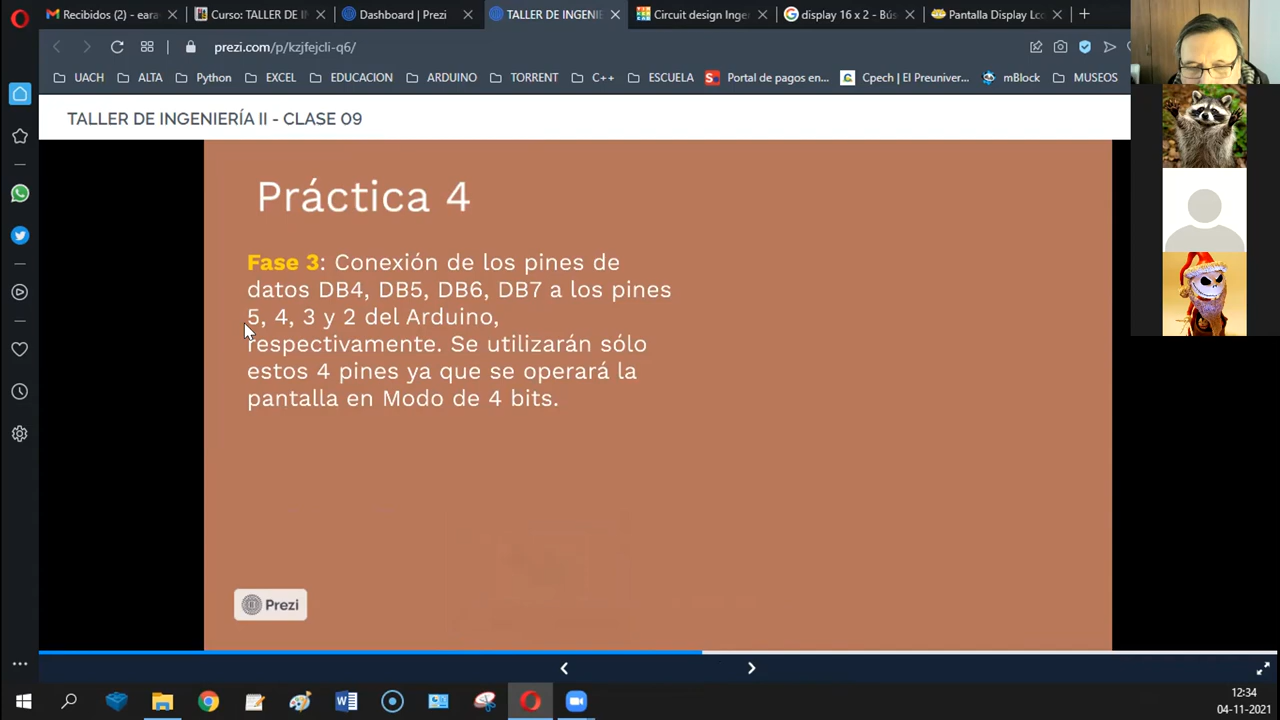 Recibidos (2) - eara
Curso: TALLER DE IN
Dashboard | Prezi
TALLER DE INGENIE
Circuit design Inge
display 16 x 2 - Bús
Pantalla Display Lc
prezi.com/p/kzjfejcli-q6/
UACH
ALTA
Python
EXCEL
EDUCACION
ARDUINO
TORRENT
C++
ESCUELA
Portal de pagos en...
Cpech | El Preuniver...
mBlock
MUSEOS
TALLER DE INGENIERÍA II - CLASE 09
Práctica 4
Fase 3: Conexión de los pines de
datos DB4, DB5, DB6, DB7 a los pines
5, 4, 3 y 2 del Arduino,
respectivamente. Se utilizarán sólo
estos 4 pines ya que se operará la
pantalla en Modo de 4 bits.
Prezi
12:34
04-11-2021